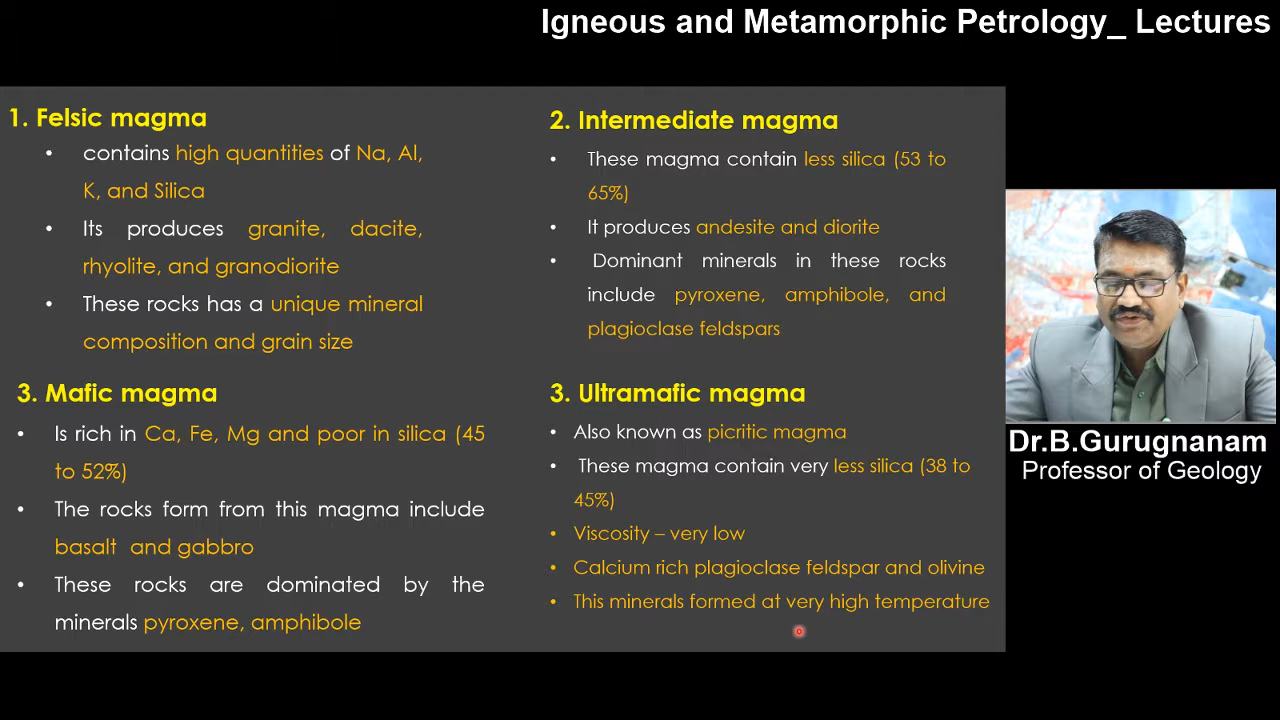 Igneous and Metamorphic Petrology_ Lectures
1. Felsic magma
• contains high quantities of Na, Al,
K, and Silica
• Its produces granite, dacite,
rhyolite, and granodiorite
• These rocks has a unique mineral
composition and grain size
2. Intermediate magma
• These magma contain less silica (53 to
65%)
• It produces andesite and diorite
• Dominant minerals in these rocks
include pyroxene, amphibole, and
plagioclase feldspars
3. Mafic magma
• Is rich in Ca, Fe, Mg and poor in silica (45
to 52%)
• The rocks form from this magma include
basalt and gabbro
• These rocks are dominated by the
minerals pyroxene, amphibole
3. Ultramafic magma
• Also known as picritic magma
• These magma contain very less silica (38 to
45%)
• Viscosity – very low
• Calcium rich plagioclase feldspar and olivine
• This minerals formed at very high temperature
Dr.B.Gurugnanam
Professor of Geology